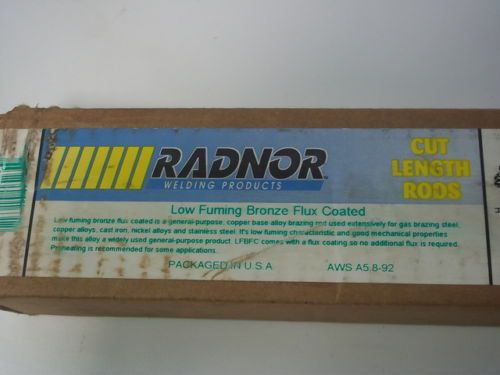 RADNOR
WELDING PRODUCTS
CUT
LENGTH
RODS
Low Fuming Bronze Flux Coated
Low fuming bronze flux coated is a general-purpose, copper base alloy brazing rod used extensively for gas brazing steel,
copper alloys, cast iron, nickel alloys and stainless steel. It's low fuming characteristic and good mechanical properties
make this alloy a widely used general-purpose product. LFBFC comes with a flux coating so no additional flux is required.
Preheating is recommended for some applications.
PACKAGED IN U.S.A AWS A5.8-92